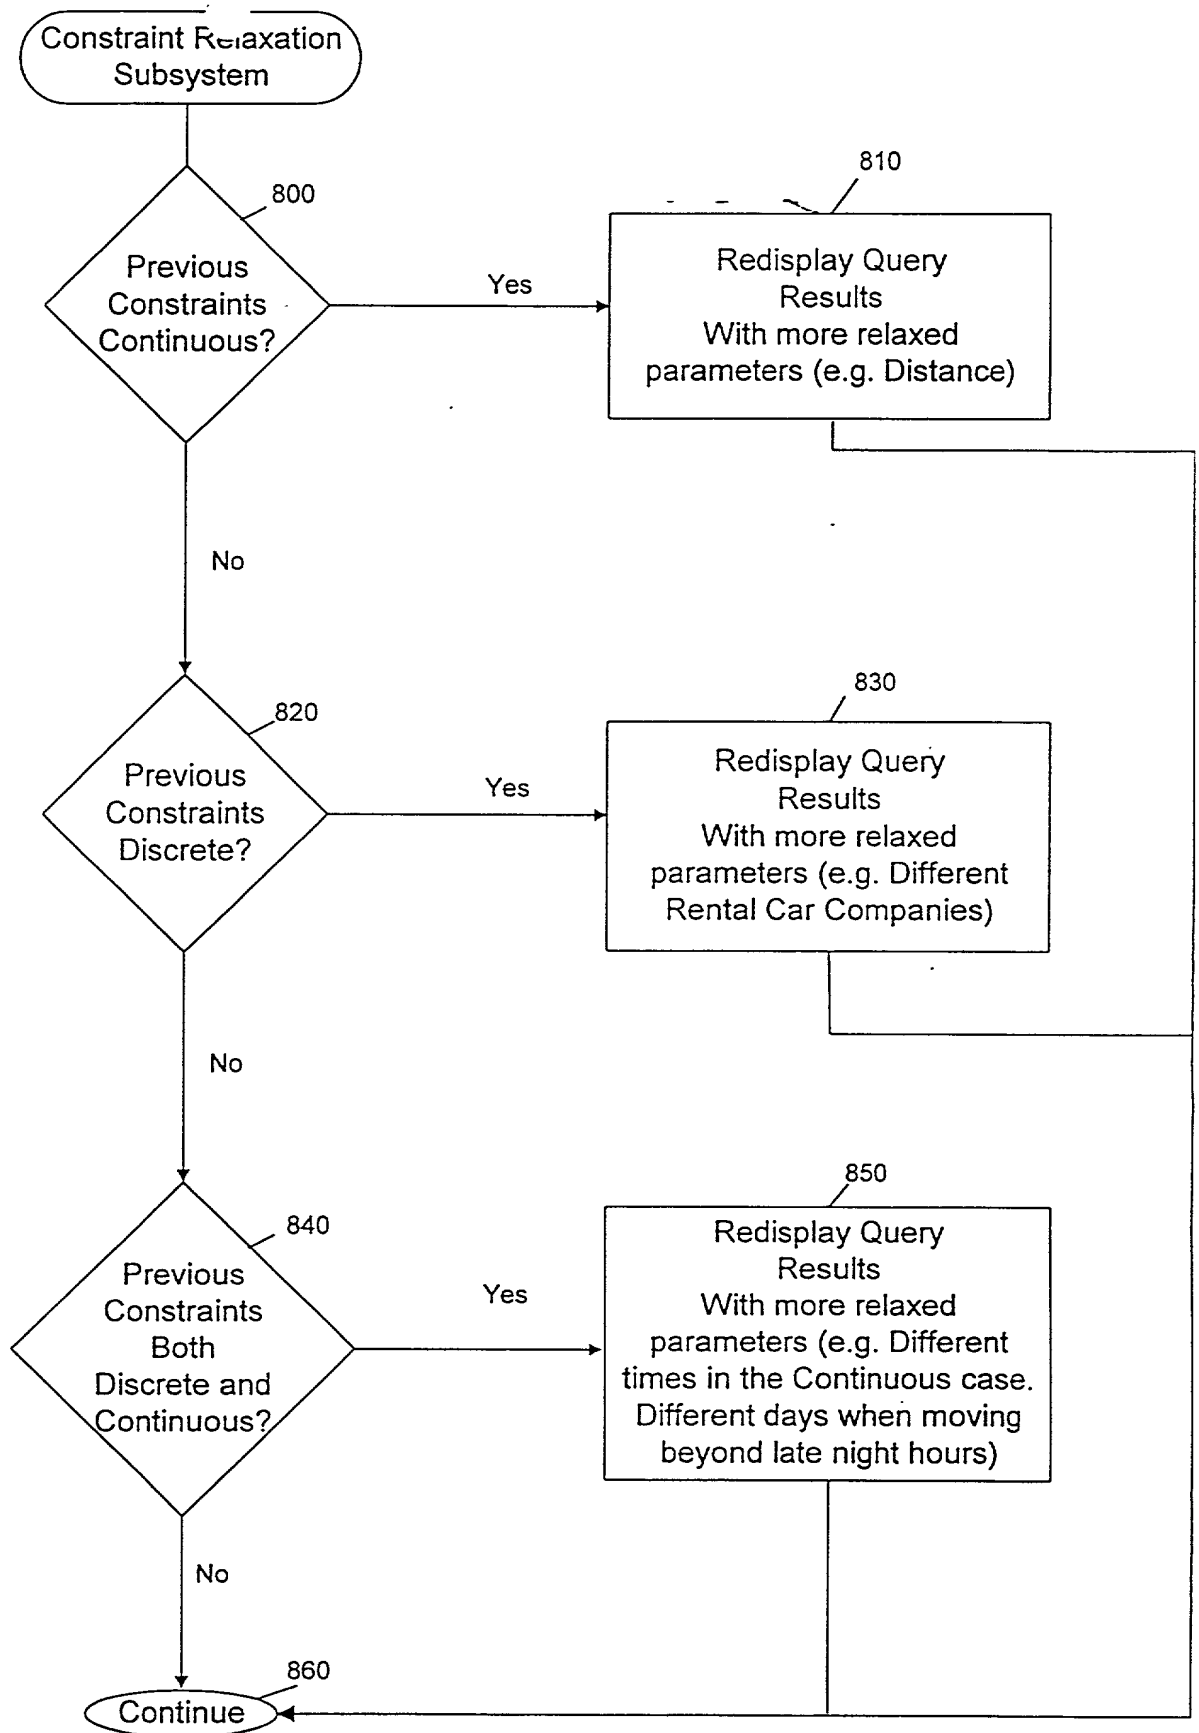 Constraint Relaxation
Subsystem
800
Previous
Constraints
Continuous?
Yes
810
Redisplay Query
Results
With more relaxed
parameters (e.g. Distance)
No
820
Previous
Constraints
Discrete?
Yes
830
Redisplay Query
Results
With more relaxed
parameters (e.g. Different
Rental Car Companies)
No
840
Previous
Constraints
Both
Discrete and
Continuous?
Yes
850
Redisplay Query
Results
With more relaxed
parameters (e.g. Different
times in the Continuous case.
Different days when moving
beyond late night hours)
No
860
Continue